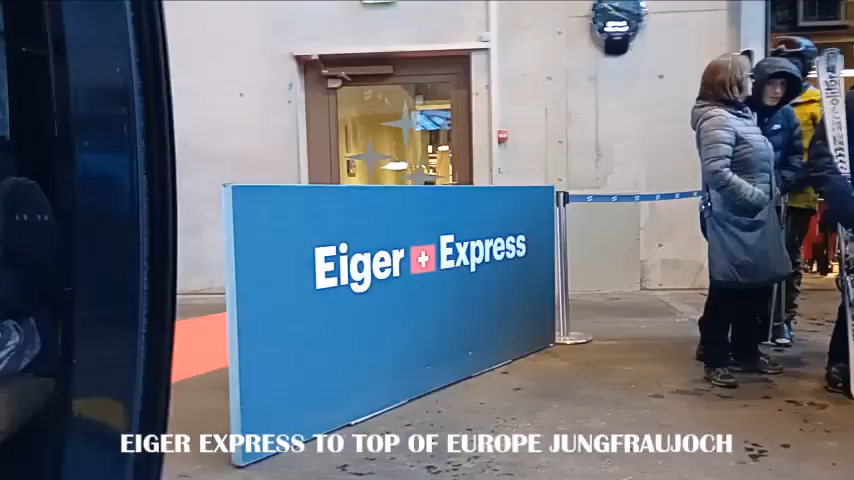 Eiger Express
EIGER EXPRESS TO TOP OF EUROPE JUNGFRAUJOCH